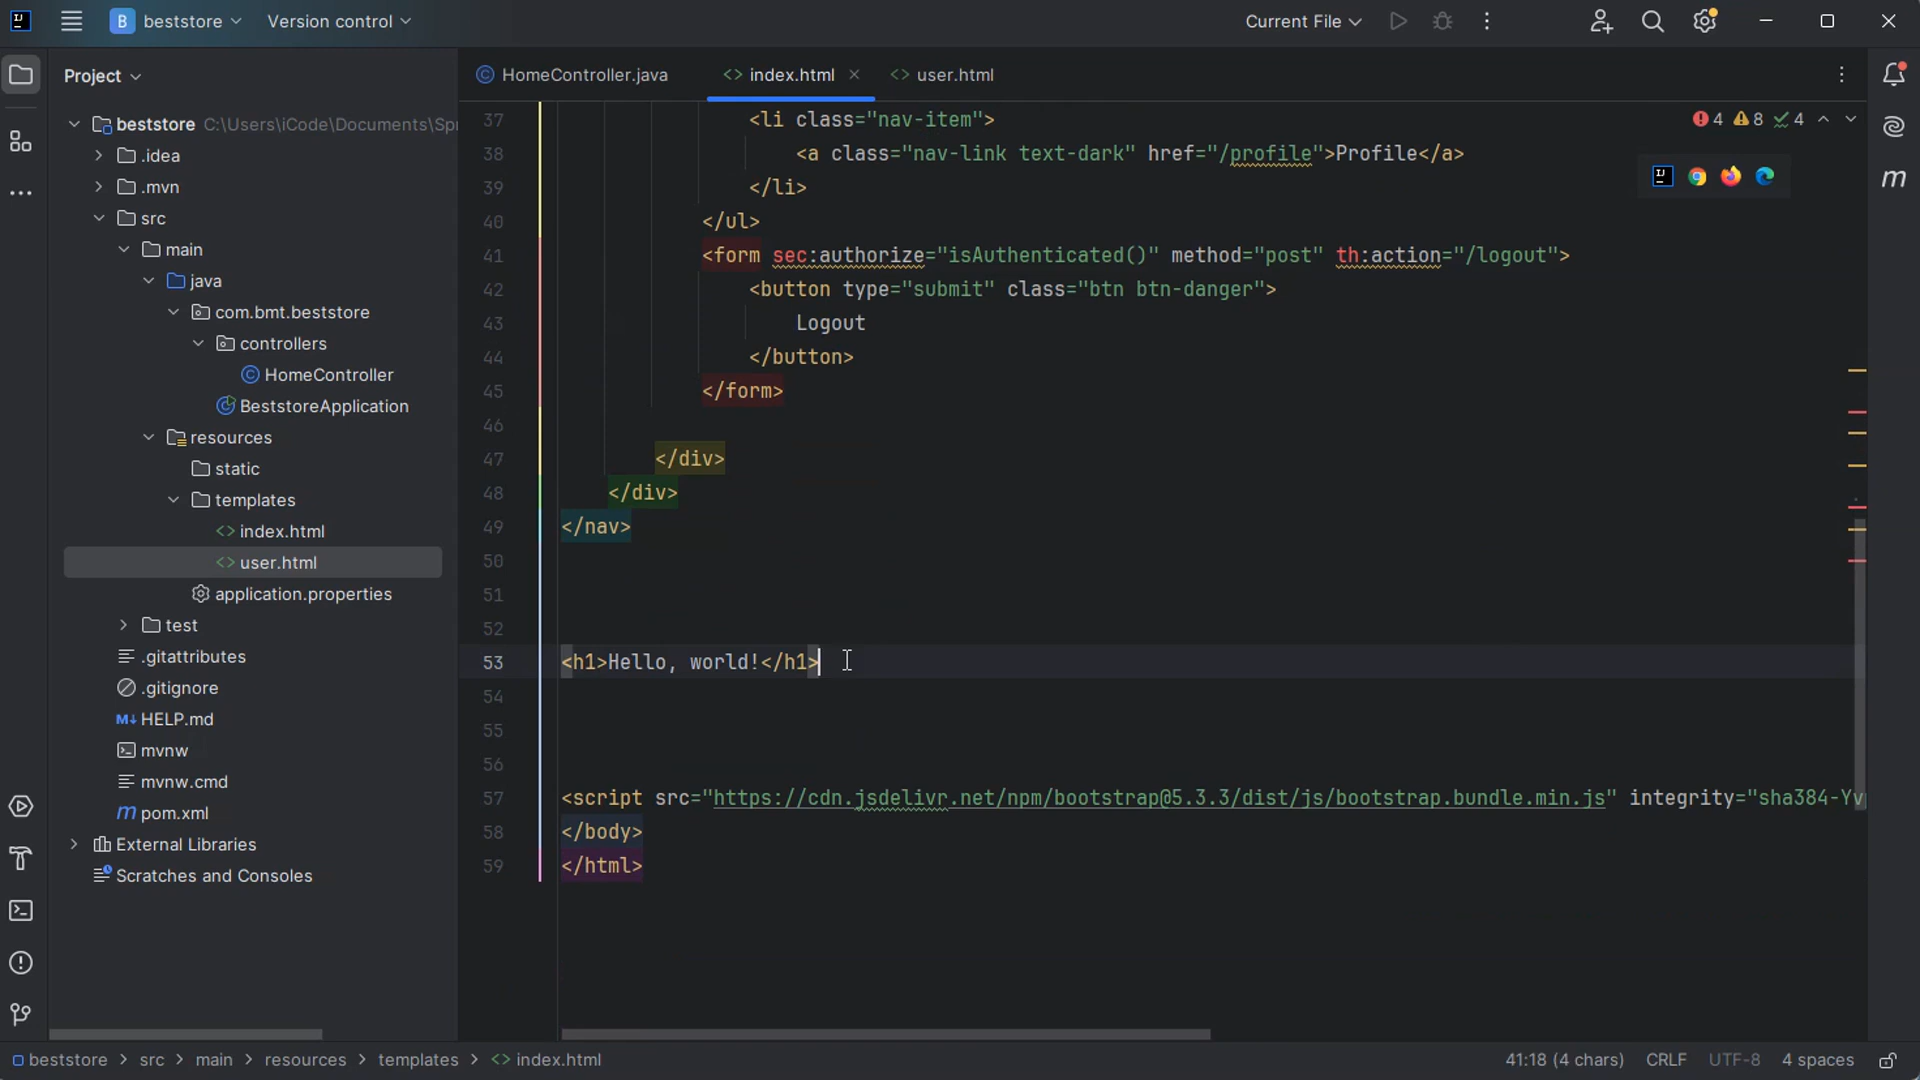 B beststore Version control Current File
Project
HomeController.java index.html user.html
beststore C:\Users\iCode\Documents\Spr
.idea
.mvn
src
main
java
com.bmt.beststore
controllers
HomeController
BeststoreApplication
resources
static
templates
index.html
user.html
application.properties
test
.gitattributes
.gitignore
M↓ HELP.md
mvnw
mvnw.cmd
m pom.xml
External Libraries
Scratches and Consoles
4 8 4
37 <li class="nav-item">
38 <a class="nav-link text-dark" href="/profile">Profile</a>
39 </li>
40 </ul>
41 <form sec:authorize="isAuthenticated()" method="post" th:action="/logout">
42 <button type="submit" class="btn btn-danger">
43 Logout
44 </button>
45 </form>
46
47 </div>
48 </div>
49 </nav>
50
51
52
53 <h1>Hello, world!</h1>
54
55
56
57 <script src="https://cdn.jsdelivr.net/npm/bootstrap@5.3.3/dist/js/bootstrap.bundle.min.js" integrity="sha384-Yv
58 </body>
59 </html>
m
beststore > src > main > resources > templates > index.html 41:18 (4 chars) CRLF UTF-8 4 spaces